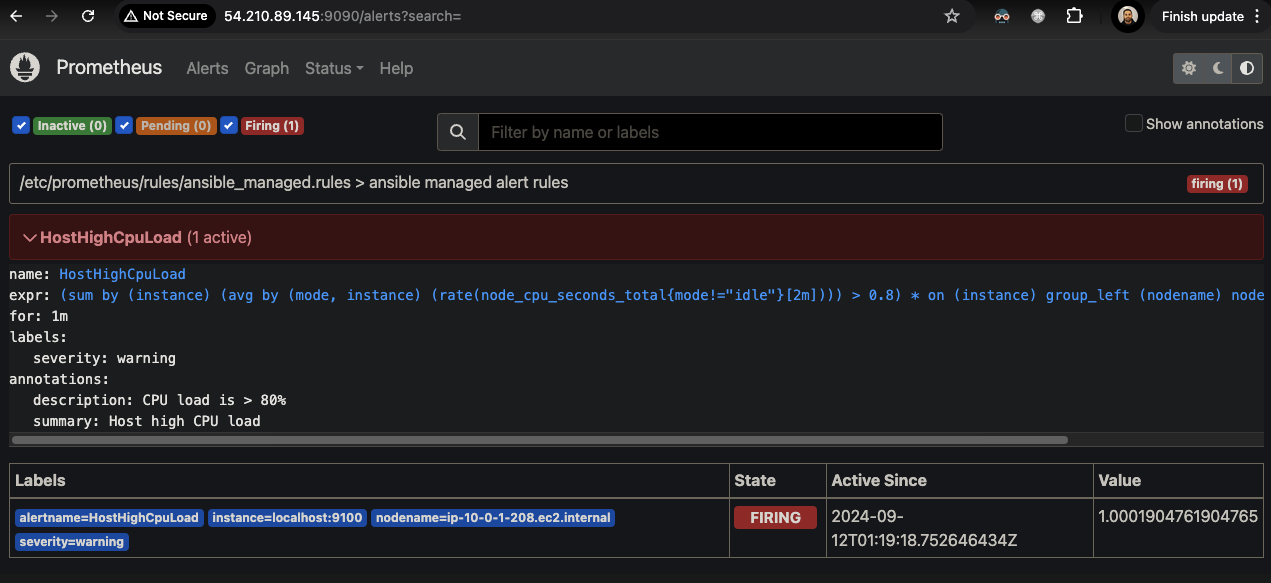 Not Secure 54.210.89.145:9090/alerts?search= Finish update
Prometheus Alerts Graph Status Help
Inactive (0) Pending (0) Firing (1) Filter by name or labels Show annotations
/etc/prometheus/rules/ansible_managed.rules > ansible managed alert rules firing (1)
HostHighCpuLoad (1 active)
name: HostHighCpuLoad
expr: (sum by (instance) (avg by (mode, instance) (rate(node_cpu_seconds_total{mode!="idle"}[2m]))) > 0.8) * on (instance) group_left (nodename) node
for: 1m
labels:
severity: warning
annotations:
description: CPU load is > 80%
summary: Host high CPU load
Labels State Active Since Value
alertname=HostHighCpuLoad instance=localhost:9100 nodename=ip-10-0-1-208.ec2.internal FIRING 2024-09- 1.0001904761904765
severity=warning 12T01:19:18.752646434Z